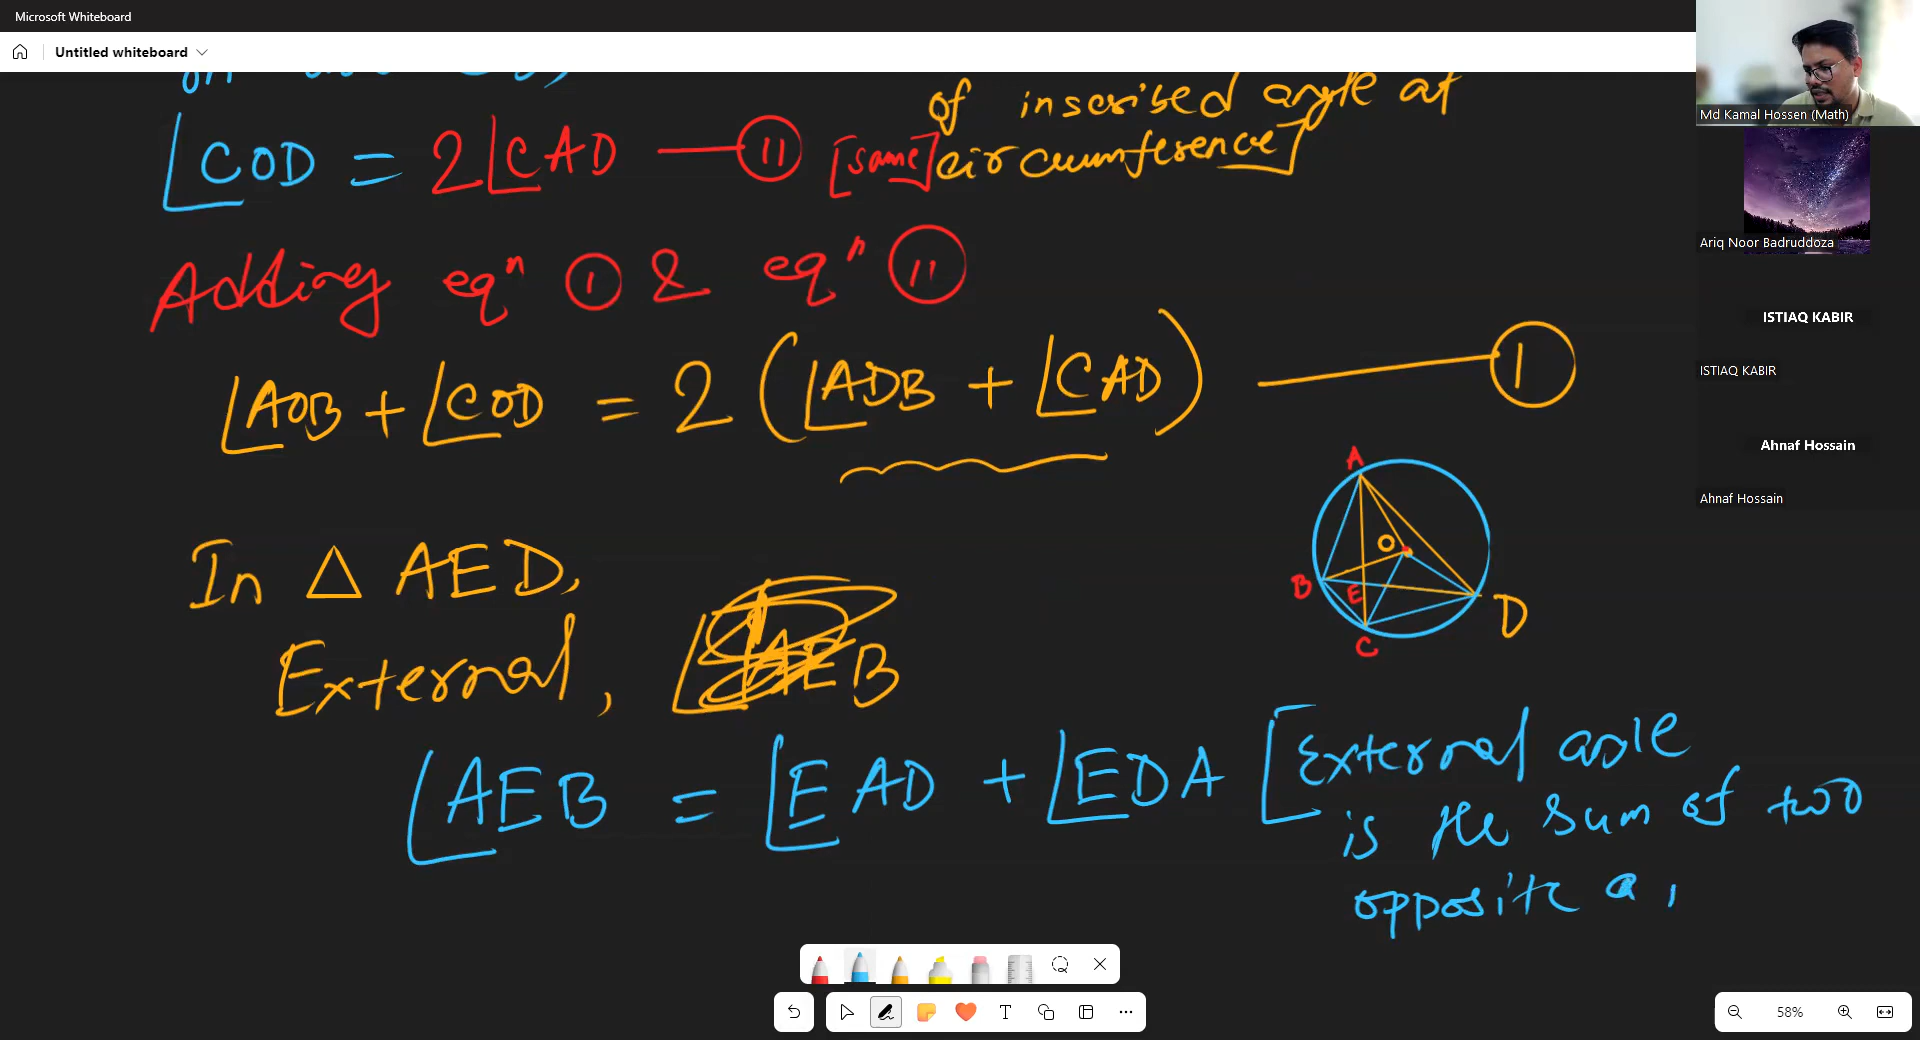 Microsoft Whiteboard
Untitled whiteboard
of inscribed angle at
∠COD = 2∠CAD — (II) [same] circumference]
Adding eqⁿ (I) & eqⁿ (II)
∠AOB + ∠COD = 2 (∠ADB + ∠CAD) — (I)
A
O
B E D
C
In △ AED,
External, ∠AEB
∠AEB = ∠EAD + ∠EDA [External
is the sum of two
opposite a
Md Kamal Hossen (Math)
Ariq Noor Badruddoza
ISTIAQ KABIR
ISTIAQ KABIR
Ahnaf Hossain
Ahnaf Hossain
58%